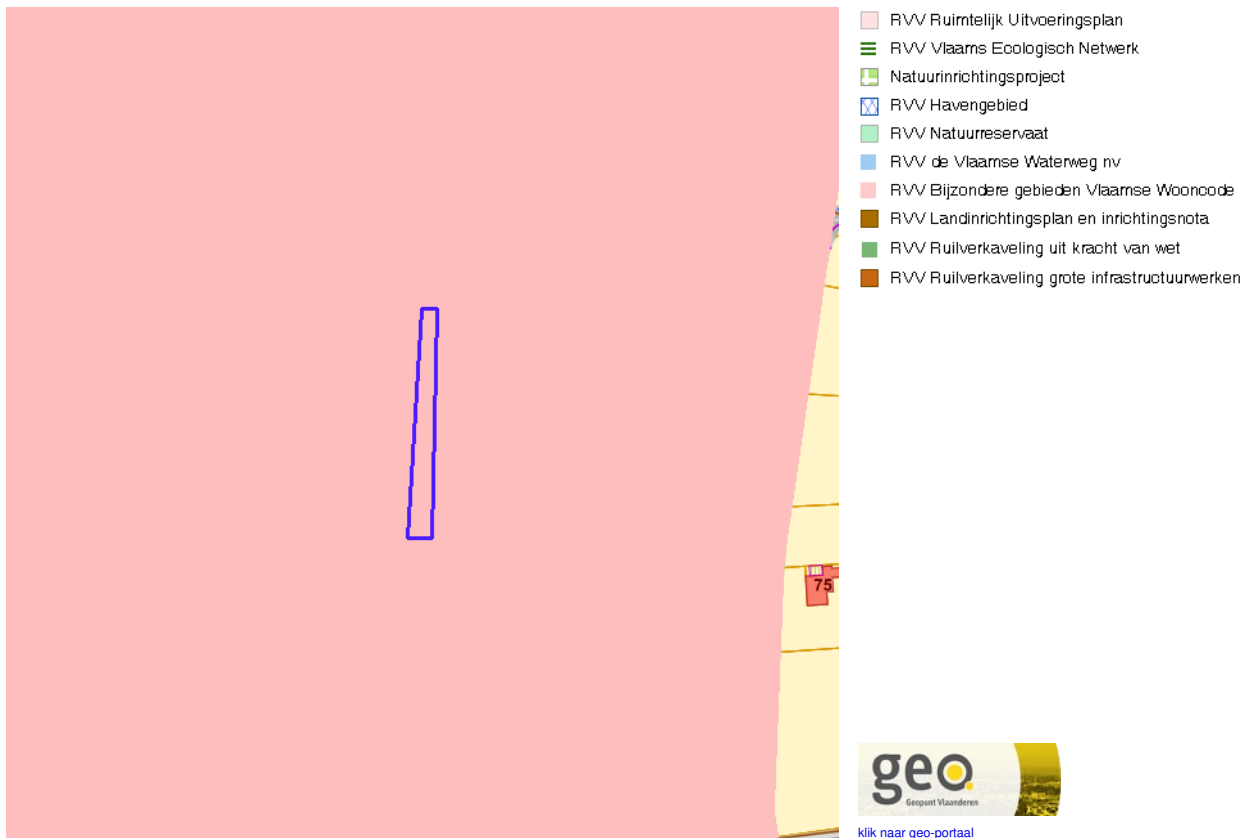 RVV Ruimtelijk Uitvoeringsplan
RVV Vlaams Ecologisch Netwerk
Natuurinrichtingsproject
RVV Havengebied
RVV Natuurreservaat
RVV de Vlaamse Waterweg nv
RVV Bijzondere gebieden Vlaamse Wooncode
RVV Landinrichtingsplan en inrichtingsnota
RVV Ruilverkaveling uit kracht van wet
RVV Ruilverkaveling grote infrastructuurwerken
75
geo
Geopunt Vlaanderen
klik naar geo-portaal